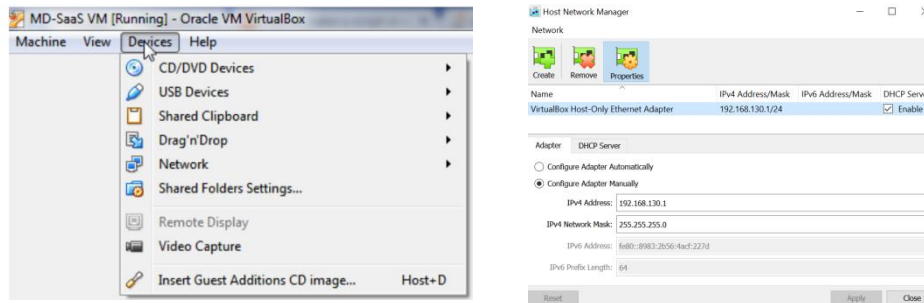 MD-SaaS VM [Running] - Oracle VM VirtualBox
Machine View Devices Help
CD/DVD Devices
USB Devices
Shared Clipboard
Drag'n'Drop
Network
Shared Folders Settings...
Remote Display
Video Capture
Insert Guest Additions CD image... Host+D
Host Network Manager
Network
Create Remove Properties
Name IPv4 Address/Mask IPv6 Address/Mask DHCP Serve
VirtualBox Host-Only Ethernet Adapter 192.168.130.1/24 Enable
Adapter DHCP Server
Configure Adapter Automatically
Configure Adapter Manually
IPv4 Address: 192.168.130.1
IPv4 Network Mask: 255.255.255.0
IPv6 Address: fe80::8983:2b56:4acf:227d
IPv6 Prefix Length: 64
Reset Apply Close